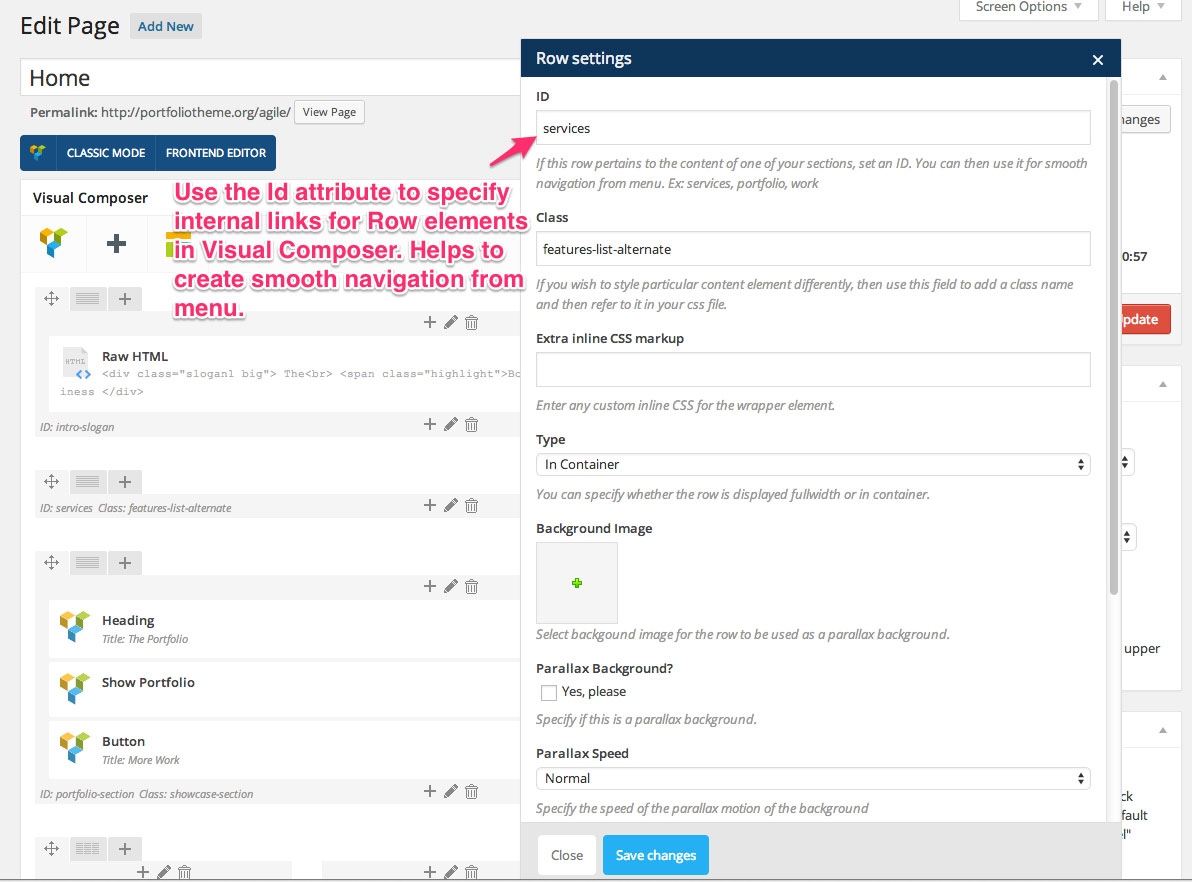 Edit Page Add New
Screen Options Help
Home
Permalink: http://portfoliotheme.org/agile/ View Page
CLASSIC MODE FRONTEND EDITOR
Visual Composer
Use the Id attribute to specify
internal links for Row elements
in Visual Composer. Helps to
create smooth navigation from
menu.
HTML
Raw HTML
<div class="slogan1 big"> The<br> <span class="highlight">Bo
iness </div>
ID: intro-slogan
ID: services Class: features-list-alternate
Heading
Title: The Portfolio
Show Portfolio
Button
Title: More Work
ID: portfolio-section Class: showcase-section
Row settings
ID
services
If this row pertains to the content of one of your sections, set an ID. You can then use it for smooth
navigation from menu. Ex: services, portfolio, work
Class
features-list-alternate
If you wish to style particular content element differently, then use this field to add a class name
and then refer to it in your css file.
Extra inline CSS markup
Enter any custom inline CSS for the wrapper element.
Type
In Container
You can specify whether the row is displayed fullwidth or in container.
Background Image
Select backgound image for the row to be used as a parallax background.
Parallax Background?
Yes, please
Specify if this is a parallax background.
Parallax Speed
Normal
Specify the speed of the parallax motion of the background
Close Save changes
hanges
0:57
pdate
upper
ck
fault
el"